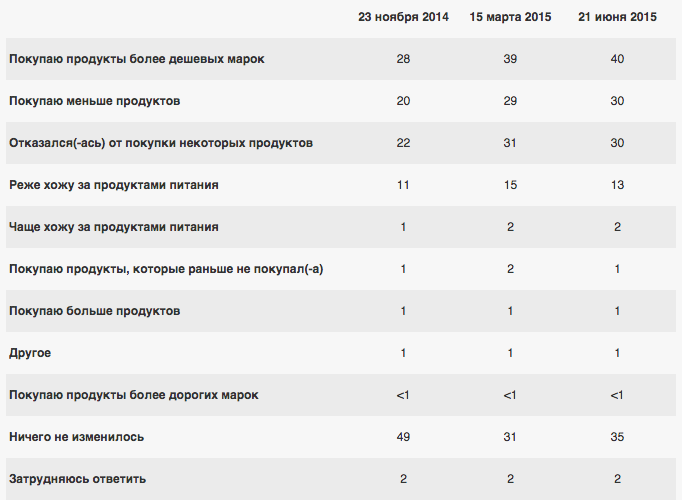 23 ноября 2014 15 марта 2015 21 июня 2015
Покупаю продукты более дешевых марок 28 39 40
Покупаю меньше продуктов 20 29 30
Отказался(-ась) от покупки некоторых продуктов 22 31 30
Реже хожу за продуктами питания 11 15 13
Чаще хожу за продуктами питания 1 2 2
Покупаю продукты, которые раньше не покупал(-а) 1 2 1
Покупаю больше продуктов 1 1 1
Другое 1 1 1
Покупаю продукты более дорогих марок <1 <1 <1
Ничего не изменилось 49 31 35
Затрудняюсь ответить 2 2 2